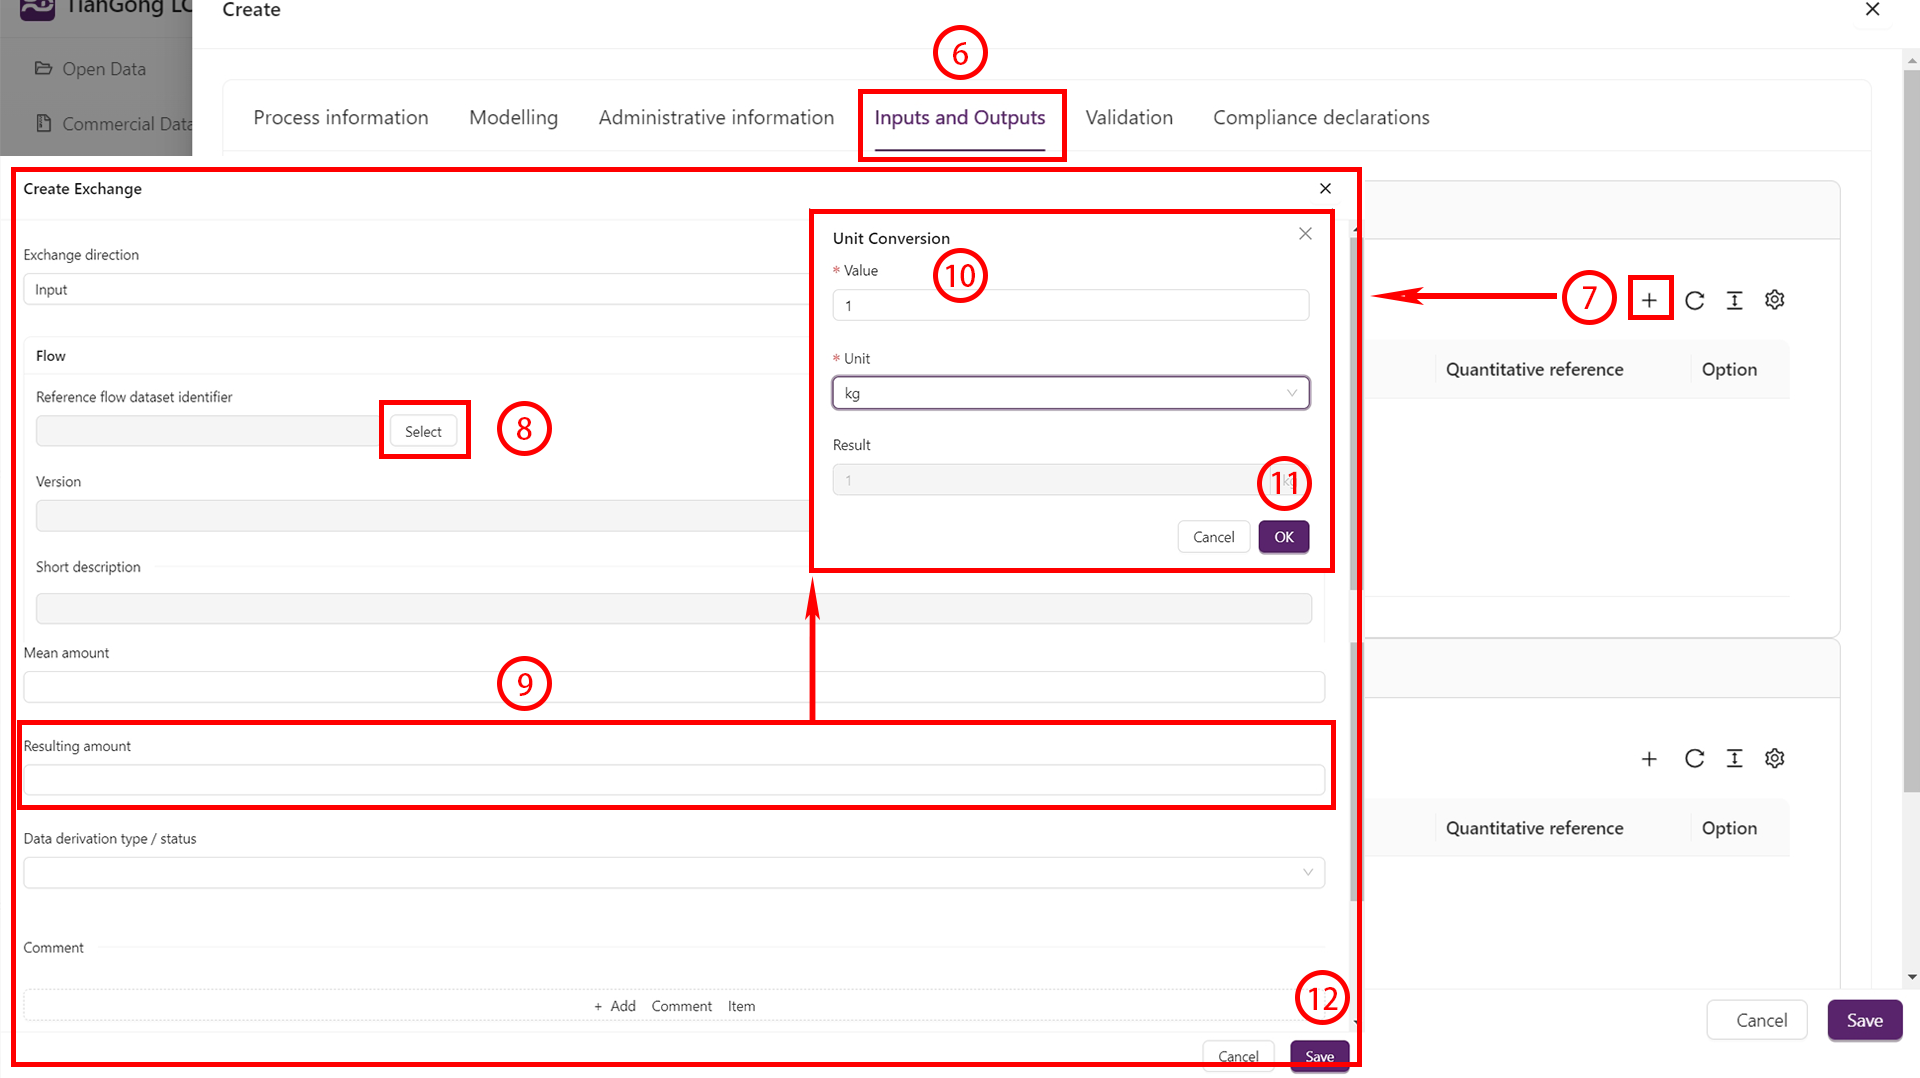 TianGong LC
Create
Open Data
Commercial Data
6
Process information Modelling Administrative information Inputs and Outputs Validation Compliance declarations
Create Exchange
Exchange direction
Input
Flow
Reference flow dataset identifier
Select
8
Version
Short description
Mean amount
9
Resulting amount
Data derivation type / status
Comment
+ Add Comment Item
12
Cancel Save
Unit Conversion
* Value
10
1
* Unit
kg
Result
1 kg
11
Cancel OK
7
Quantitative reference Option
Quantitative reference Option
Cancel Save